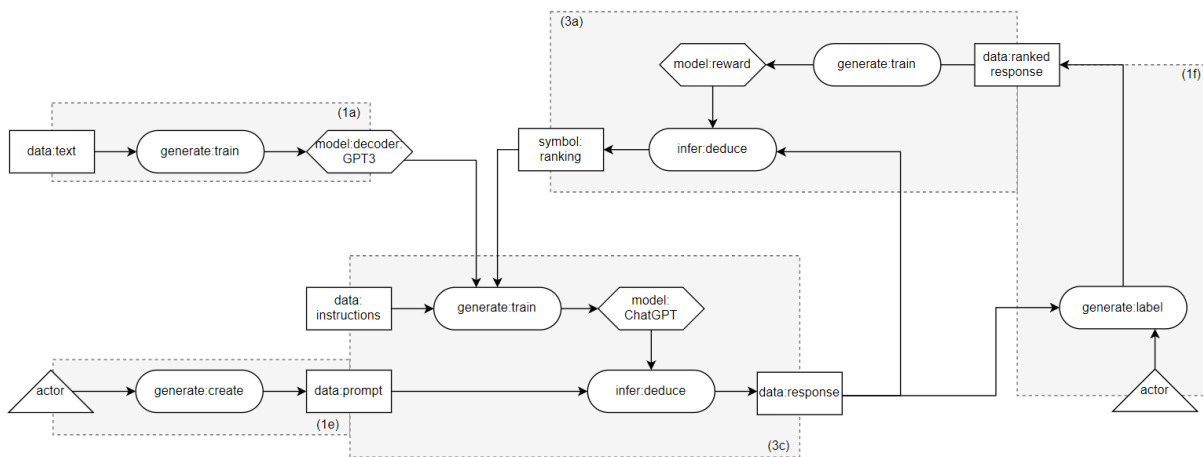 (3a)
model:reward
generate:train
data:ranked
response
(1f)
(1a)
data:text
generate:train
model:decoder:
GPT3
symbol:
ranking
infer:deduce
data:
instructions
generate:train
model:
ChatGPT
generate:label
actor
generate:create
data:prompt
infer:deduce
data:response
actor
(1e)
(3c)